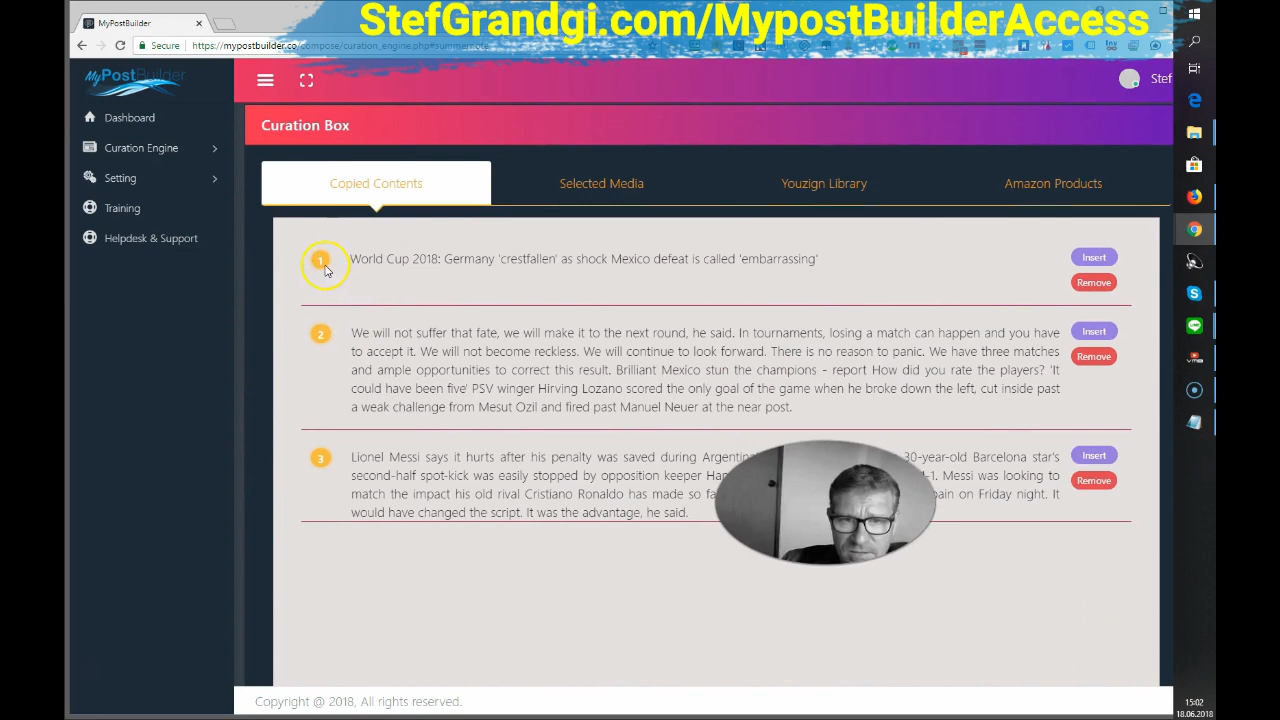 StefGrandgi.com/MypostBuilderAccess
MyPostBuilder
Secure
https://mypostbuilder.co/compose/curation_engine.php#summernote
MyPostBuilder
Stef
Dashboard
Curation Engine
Setting
Training
Helpdesk & Support
Curation Box
Copied Contents
Selected Media
Youzign Library
Amazon Products
1
World Cup 2018: Germany 'crestfallen' as shock Mexico defeat is called 'embarrassing'
Insert
Remove
2
We will not suffer that fate, we will make it to the next round, he said. In tournaments, losing a match can happen and you have
to accept it. We will not become reckless. We will continue to look forward. There is no reason to panic. We have three matches
and ample opportunities to correct this result. Brilliant Mexico stun the champions - report How did you rate the players? 'It
could have been five' PSV winger Hirving Lozano scored the only goal of the game when he broke down the left, cut inside past
a weak challenge from Mesut Ozil and fired past Manuel Neuer at the near post.
Insert
Remove
3
Lionel Messi says it hurts after his penalty was saved during 30-year-old Barcelona star's
second-half spot-kick was easily stopped by opposition keeper Messi was looking to
match the impact his old rival Cristiano Ronaldo has made so on Friday night. It
would have changed the script. It was the advantage, he said.
Insert
Remove
Copyright @ 2018, All rights reserved.
15:02
18.06.2018